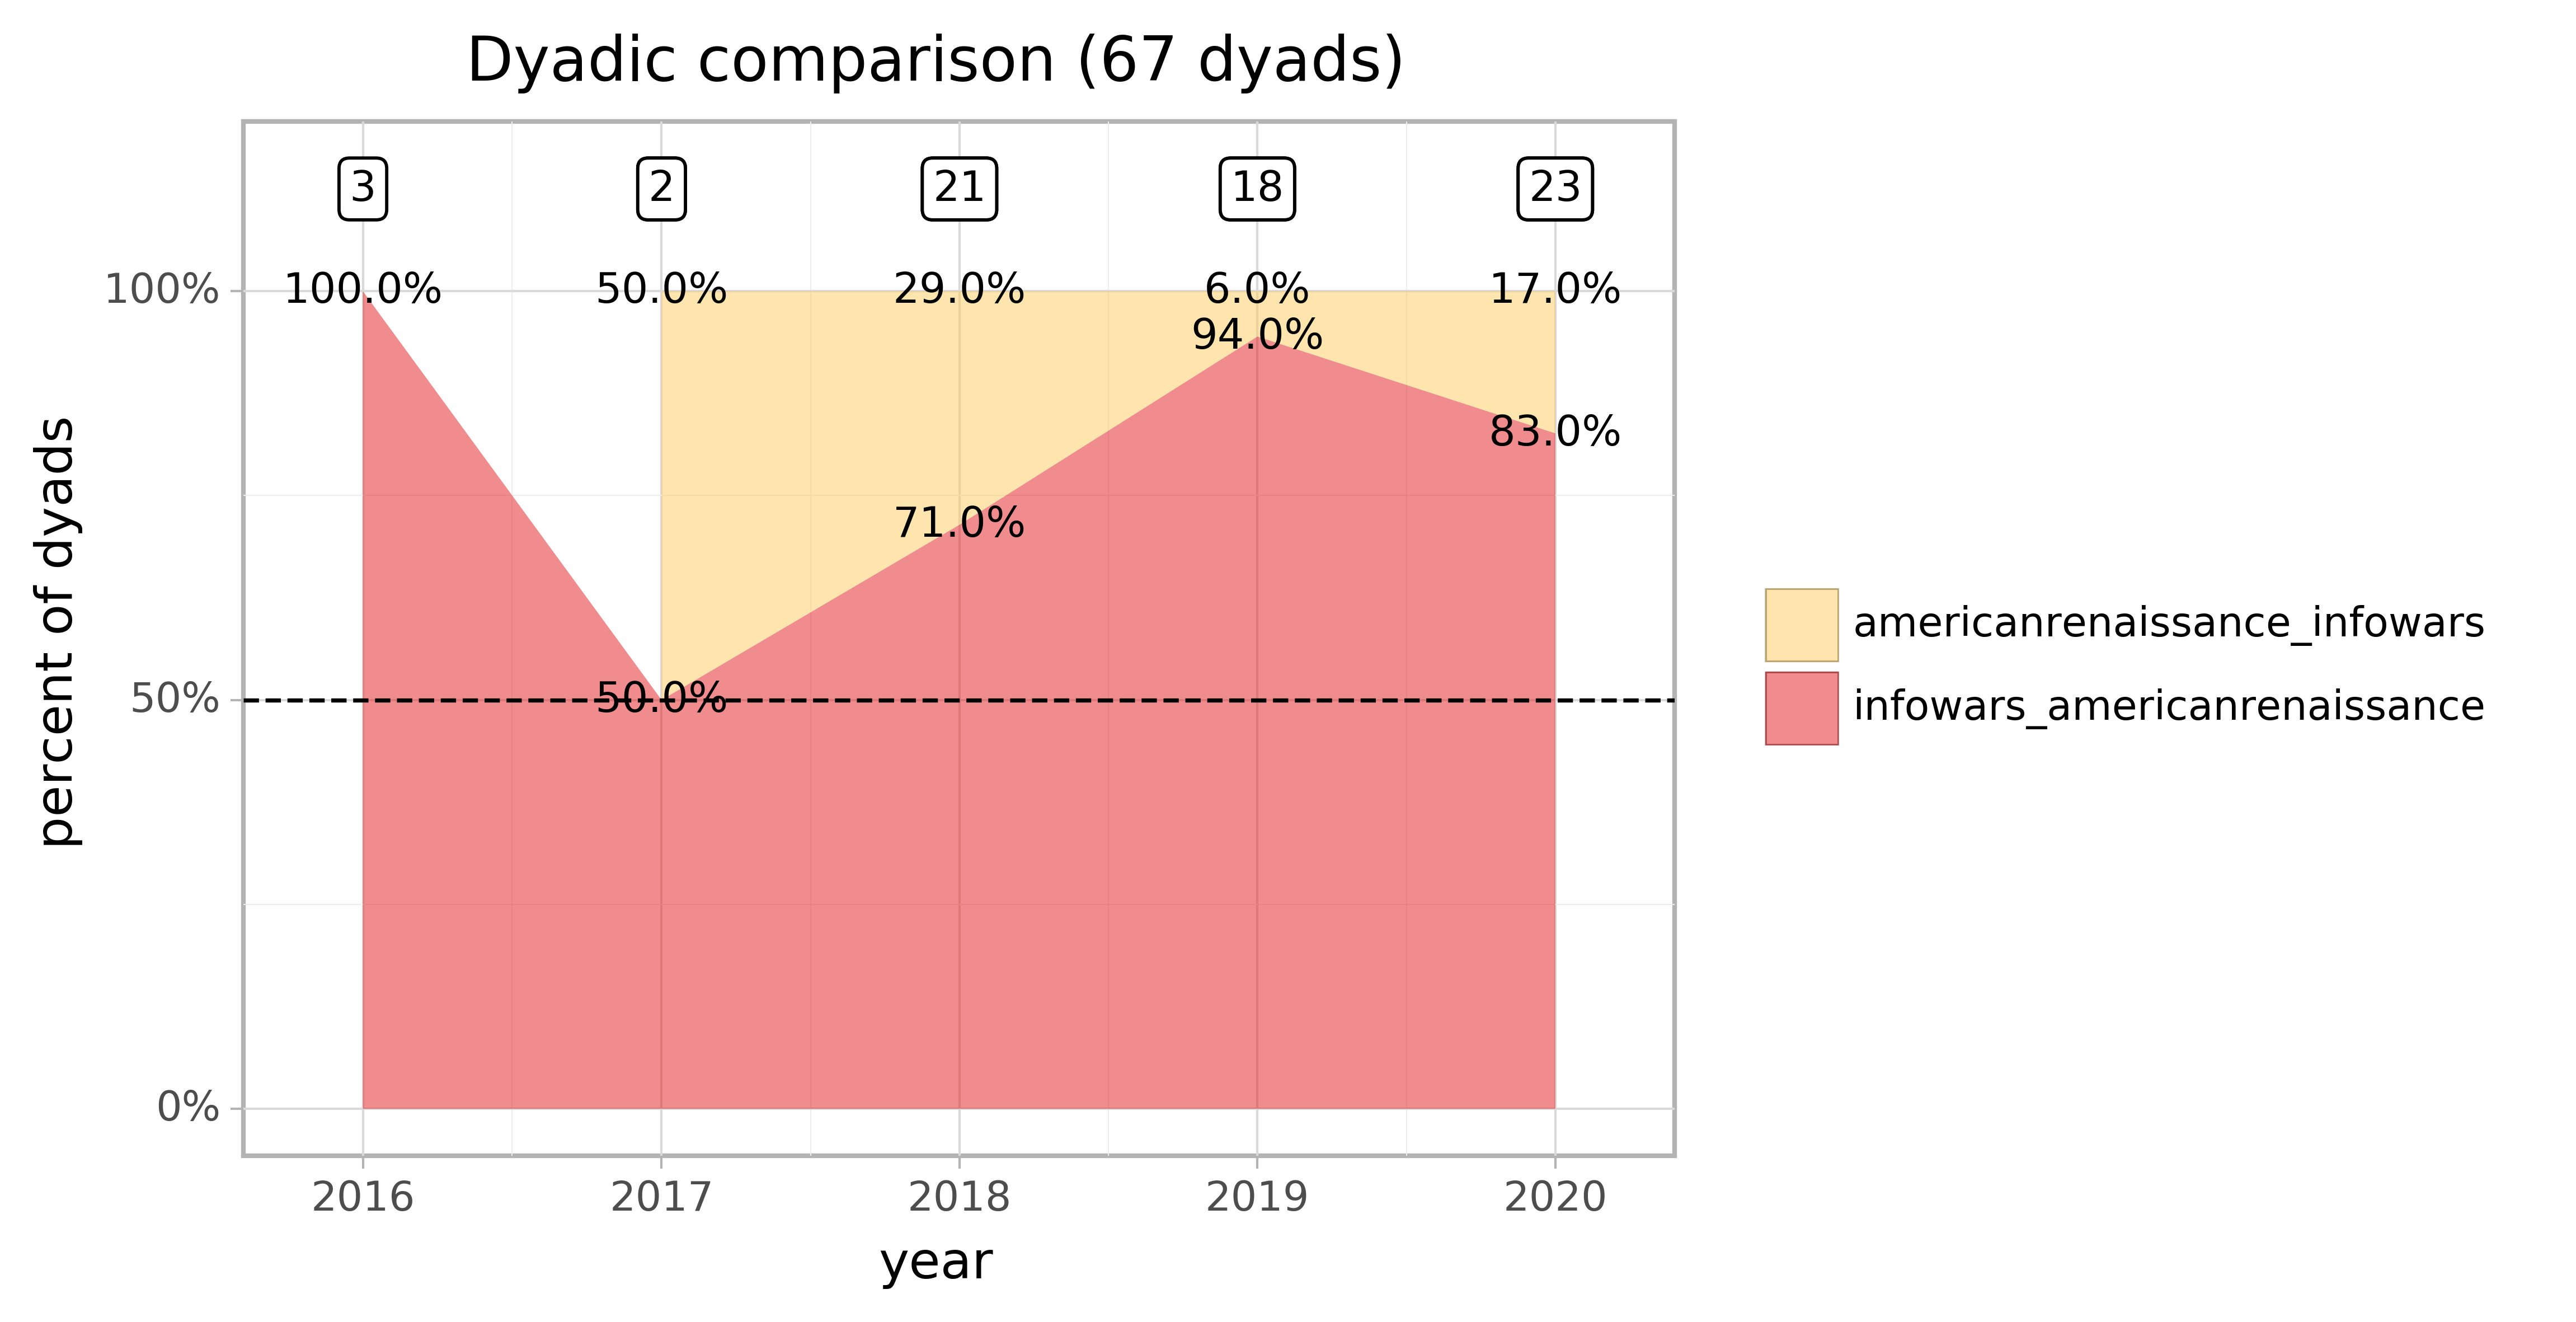 Dyadic comparison (67 dyads)
3 2 21 18 23
100% 100.0% 50.0% 29.0% 6.0% 17.0%
94.0%
83.0%
71.0%
50% 50.0%
0%
2016 2017 2018 2019 2020
year
percent of dyads
americanrenaissance_infowars
infowars_americanrenaissance